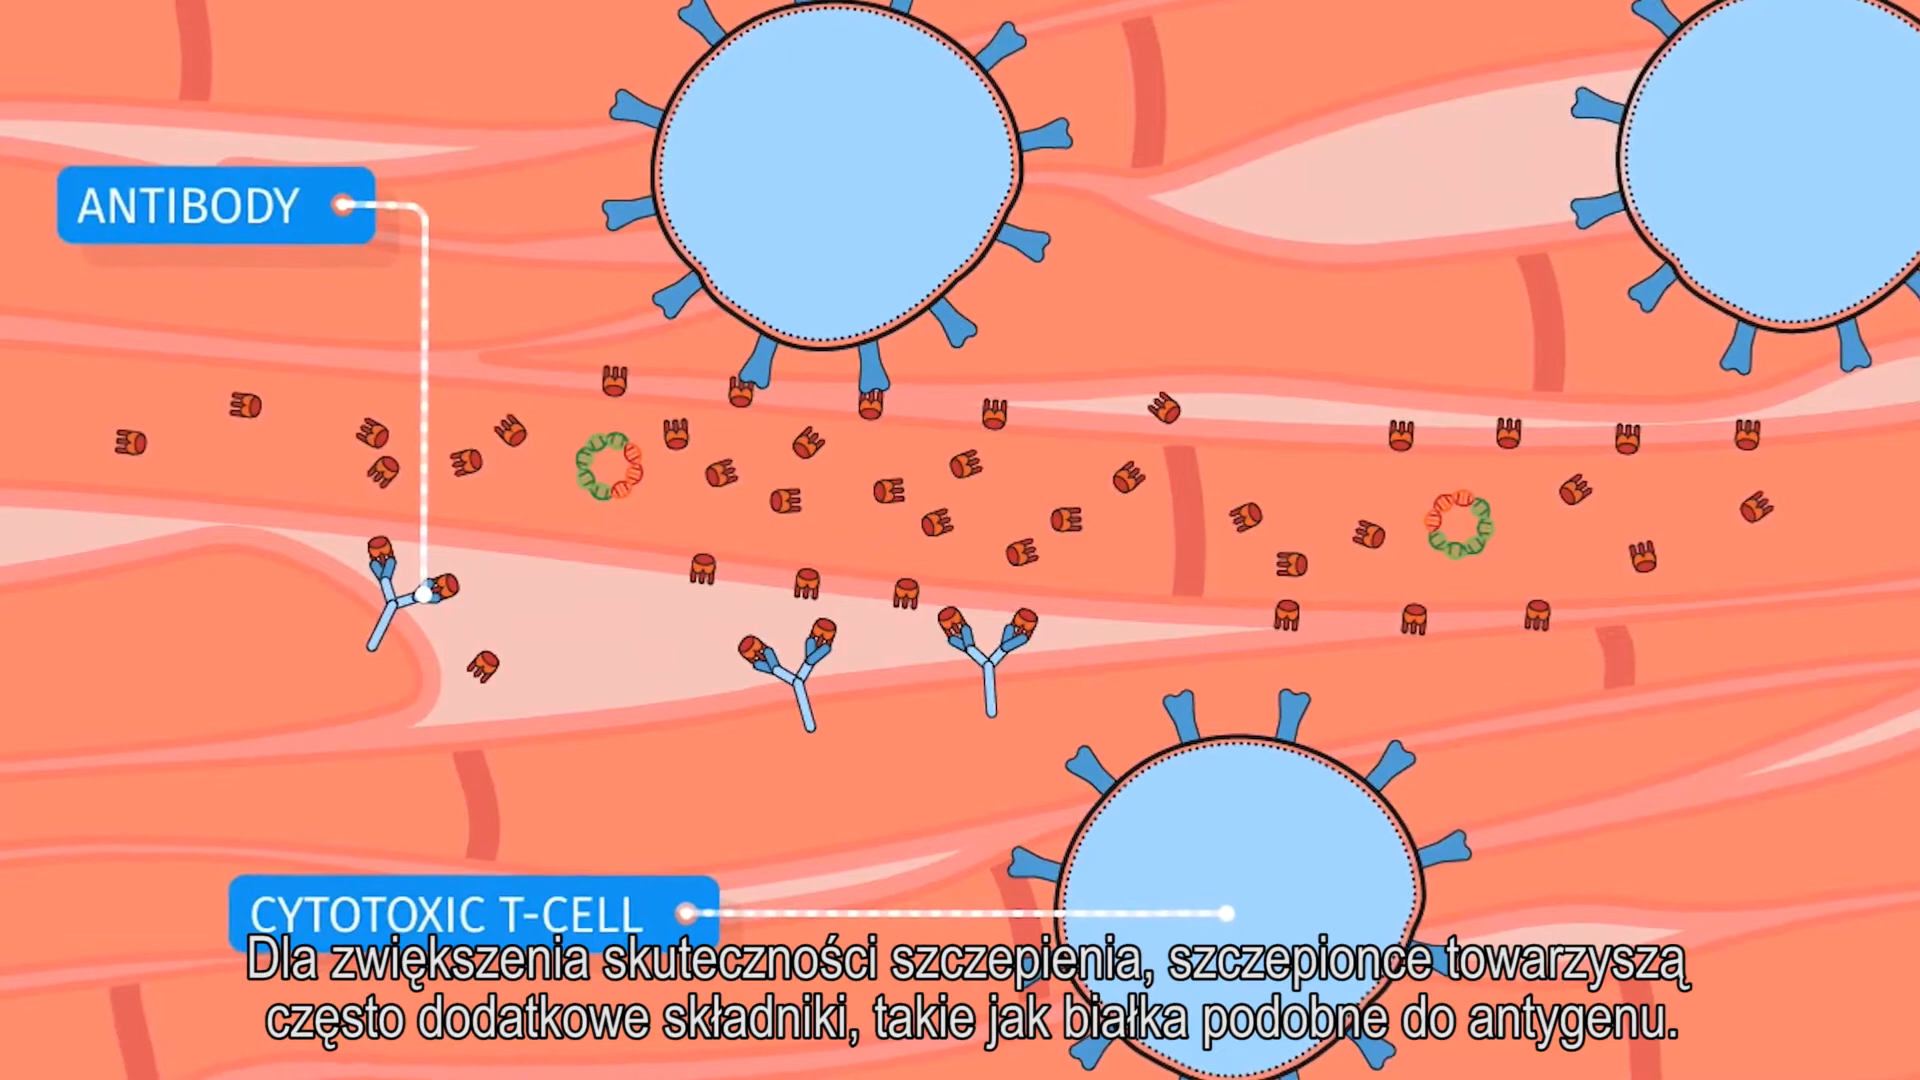 ANTIBODY
CYTOTOXIC T-CELL
Dla zwiększenia skuteczności szczepienia, szczepionce towarzyszą
często dodatkowe składniki, takie jak białka podobne do antygenu.